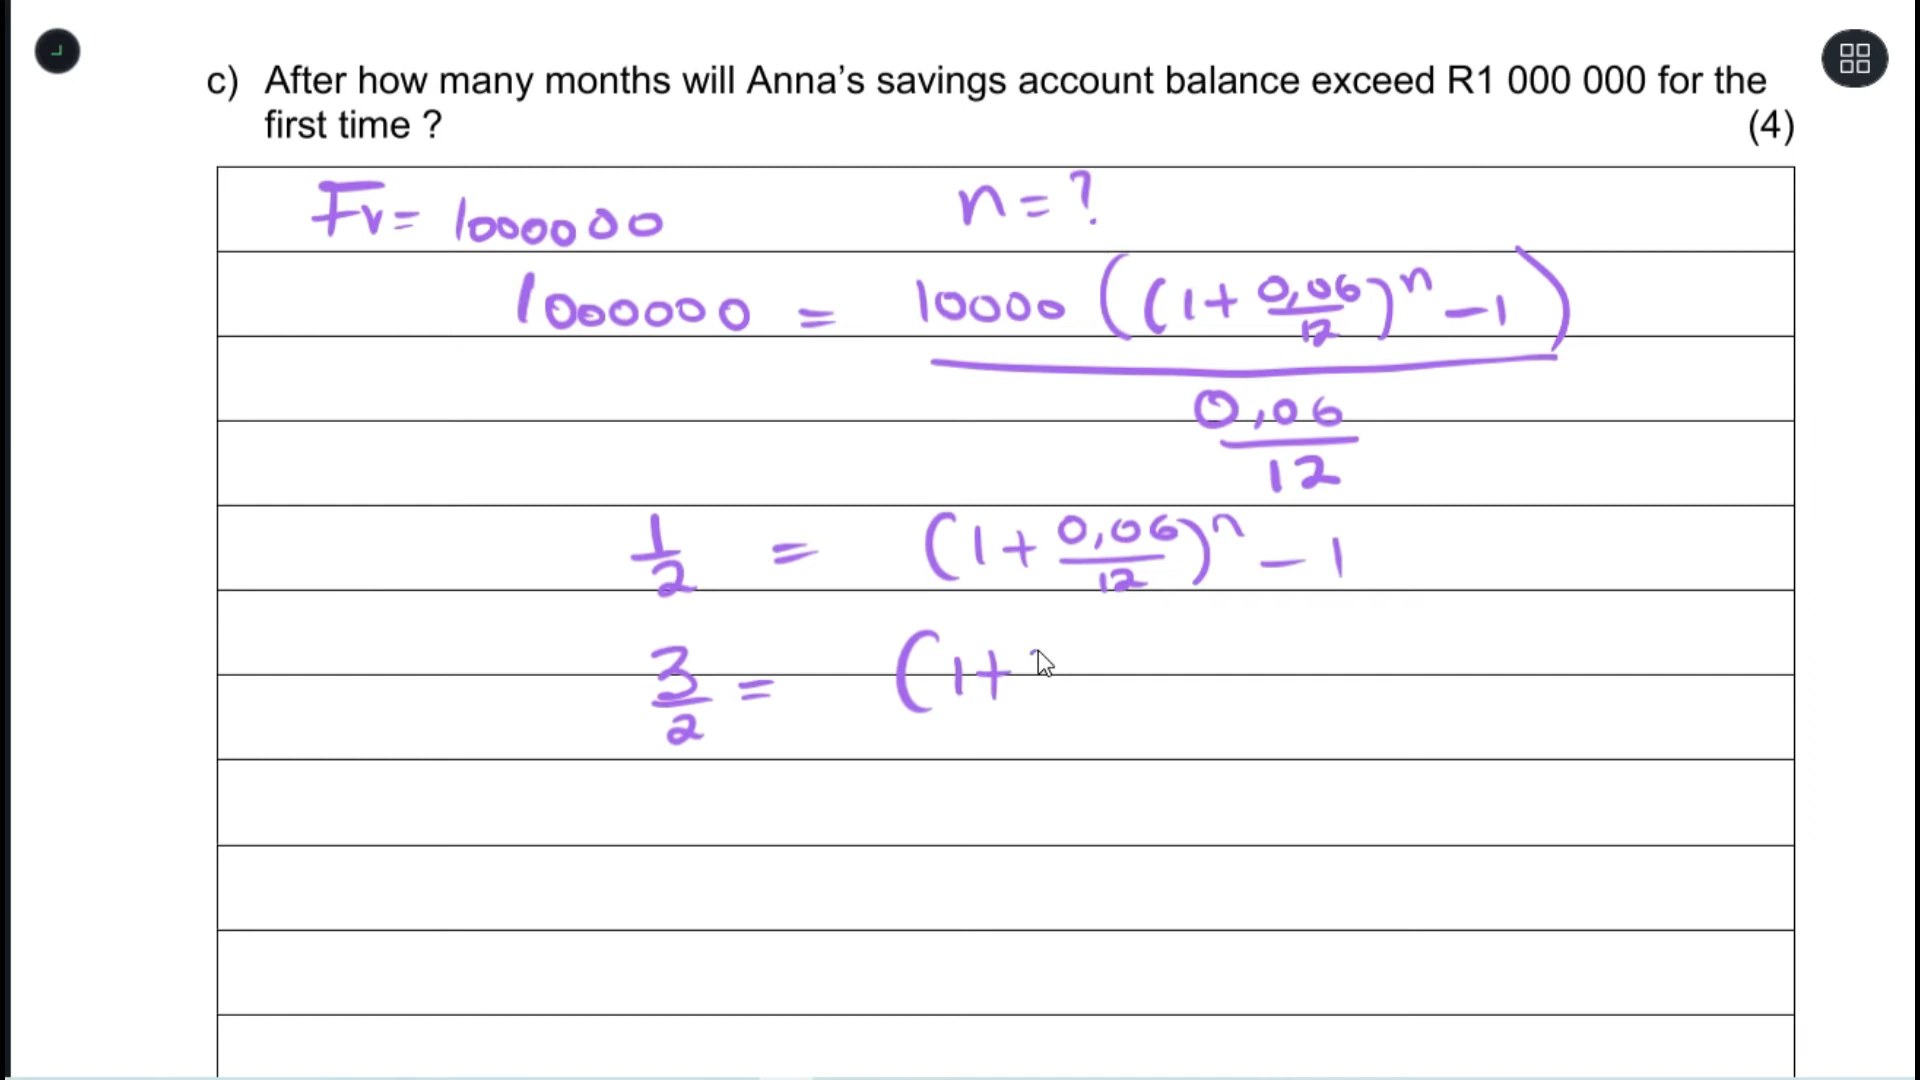 c) After how many months will Anna’s savings account balance exceed R1 000 000 for the
first time ? (4)
Fv = 1000000 n = ?
1000000 = 10000 ((1 + 0,06/12)^n - 1)
0,06
12
1/2 = (1 + 0,06/12)^n - 1
3/2 = (1 +